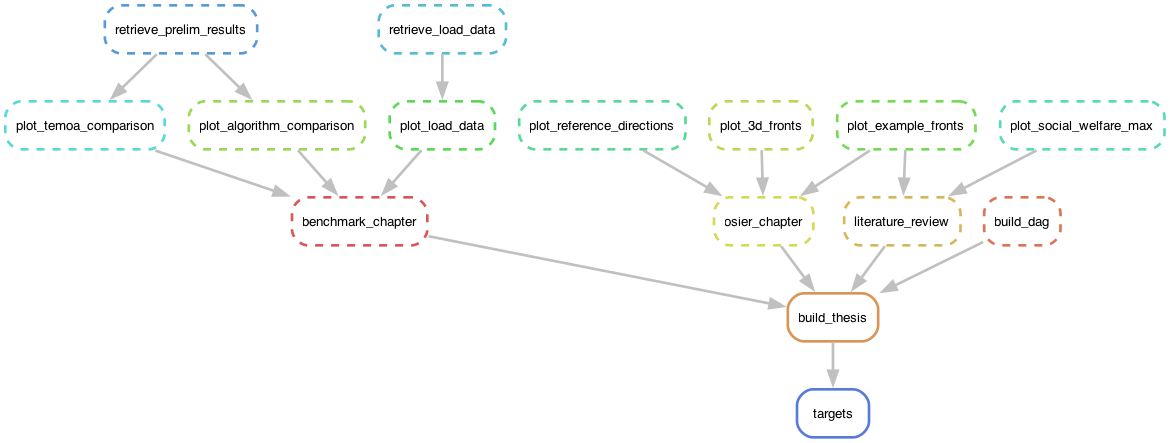 retrieve_prelim_results
retrieve_load_data
plot_temoa_comparison
plot_algorithm_comparison
plot_load_data
plot_reference_directions
plot_3d_fronts
plot_example_fronts
plot_social_welfare_max
benchmark_chapter
osier_chapter
literature_review
build_dag
build_thesis
targets